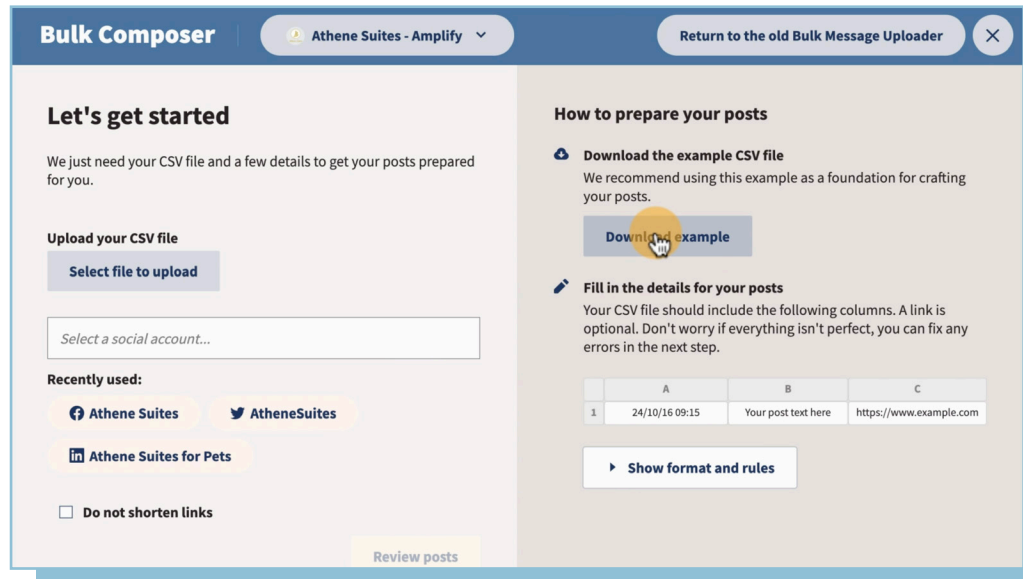 Bulk Composer
Athene Suites - Amplify
Return to the old Bulk Message Uploader
Let's get started
We just need your CSV file and a few details to get your posts prepared
for you.
Upload your CSV file
Select file to upload
Select a social account...
Recently used:
Athene Suites
AtheneSuites
Athene Suites for Pets
Do not shorten links
Review posts
How to prepare your posts
Download the example CSV file
We recommend using this example as a foundation for crafting
your posts.
Download example
Fill in the details for your posts
Your CSV file should include the following columns. A link is
optional. Don't worry if everything isn't perfect, you can fix any
errors in the next step.
A B C
1 24/10/16 09:15 Your post text here https://www.example.com
Show format and rules